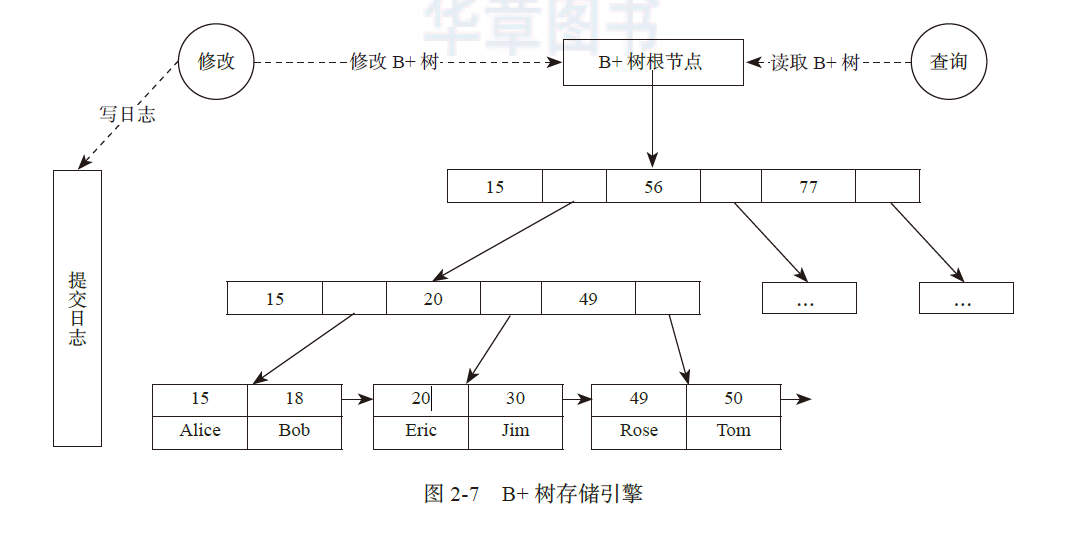 华章图书
修改
修改 B+ 树
B+ 树根节点
读取 B+ 树
查询
写日志
提交日志
15 56 77
15 20 49
... ...
15 18 20 30 49 50
Alice Bob Eric Jim Rose Tom
图 2-7 B+ 树存储引擎